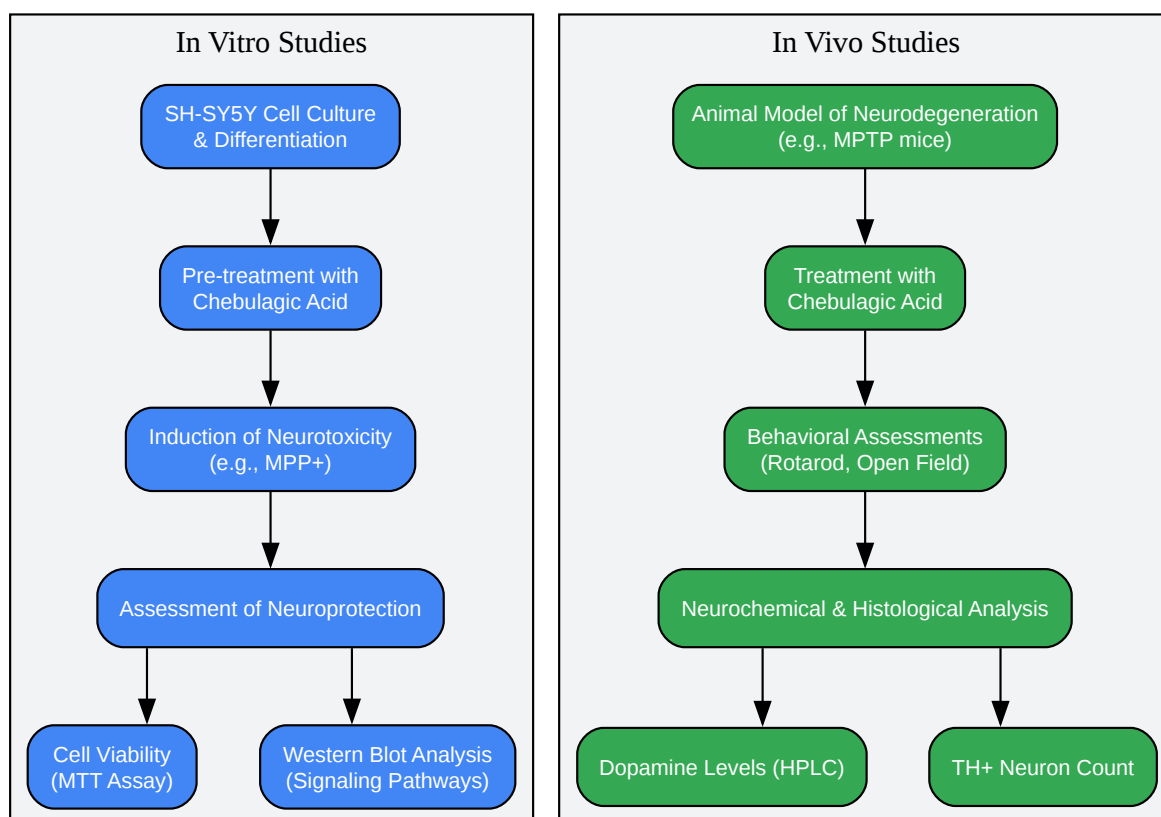 In Vitro Studies
SH-SY5Y Cell Culture
& Differentiation
Pre-treatment with
Chebulagic Acid
Induction of Neurotoxicity
(e.g., MPP+)
Assessment of Neuroprotection
Cell Viability
(MTT Assay)
Western Blot Analysis
(Signaling Pathways)
In Vivo Studies
Animal Model of Neurodegeneration
(e.g., MPTP mice)
Treatment with
Chebulagic Acid
Behavioral Assessments
(Rotarod, Open Field)
Neurochemical & Histological Analysis
Dopamine Levels (HPLC)
TH+ Neuron Count